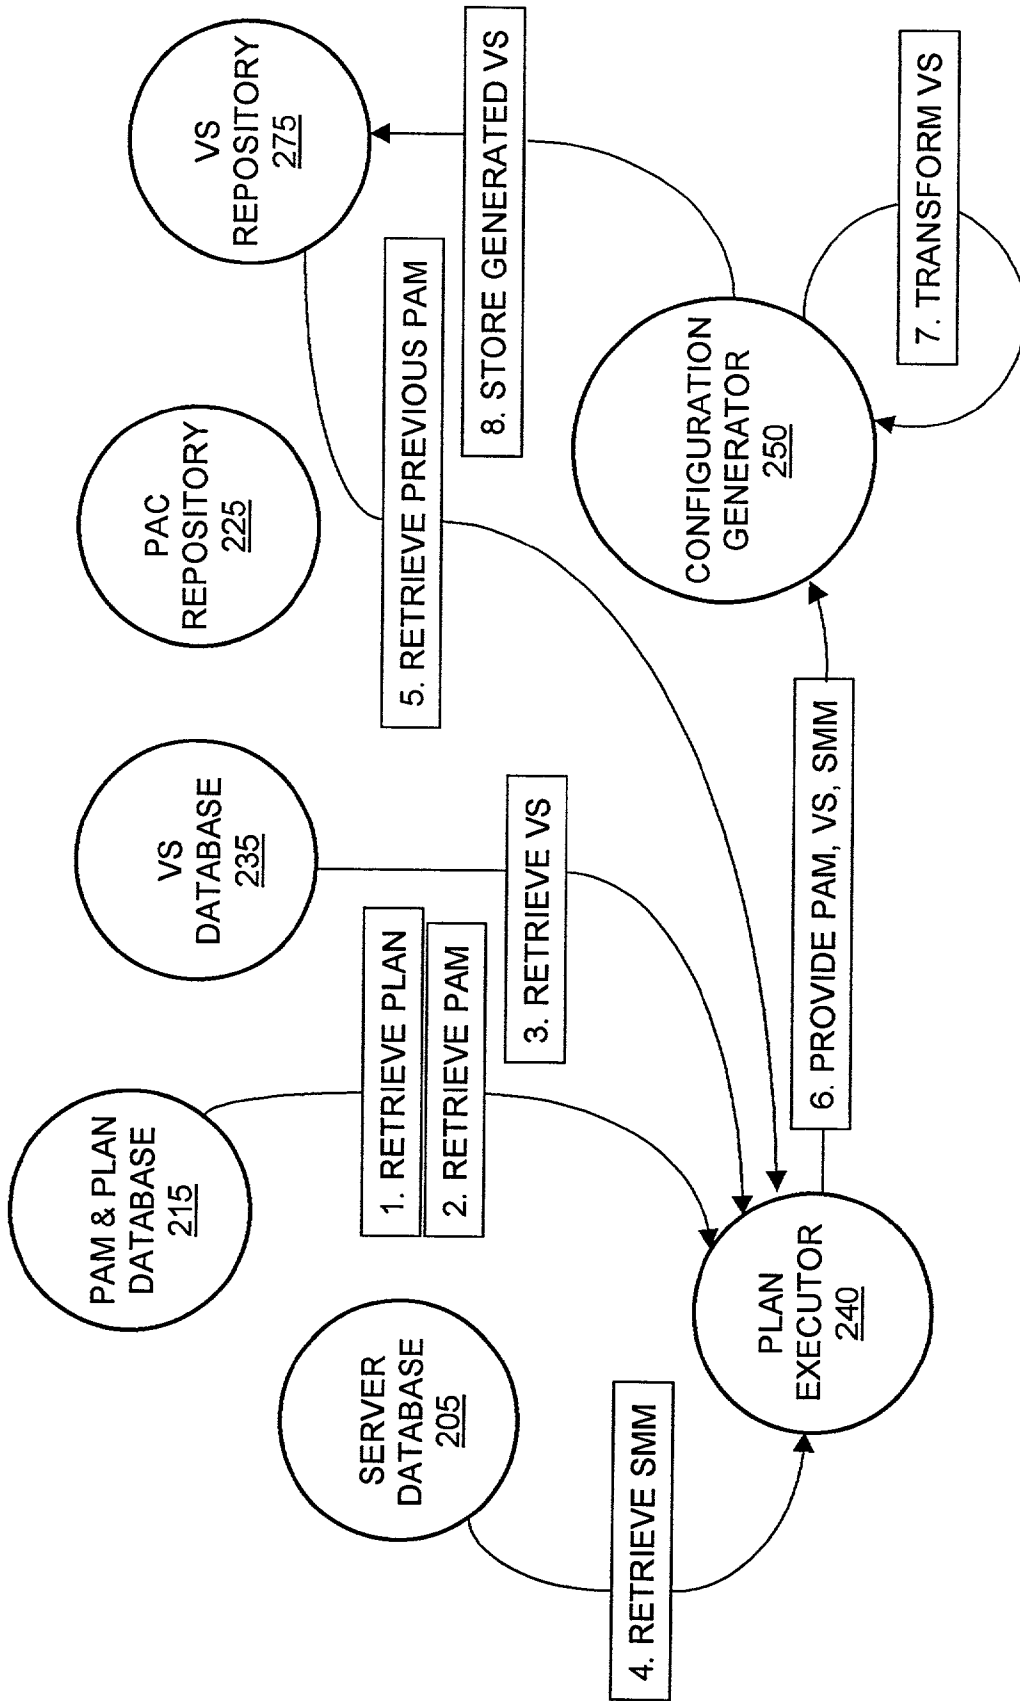 SERVER
DATABASE
205
PAM & PLAN
DATABASE
215
VS
DATABASE
235
PAC
REPOSITORY
225
VS
REPOSITORY
275
1. RETRIEVE PLAN
2. RETRIEVE PAM
3. RETRIEVE VS
4. RETRIEVE SMM
5. RETRIEVE PREVIOUS PAM
6. PROVIDE PAM, VS, SMM
7. TRANSFORM VS
8. STORE GENERATED VS
PLAN
EXECUTOR
240
CONFIGURATION
GENERATOR
250